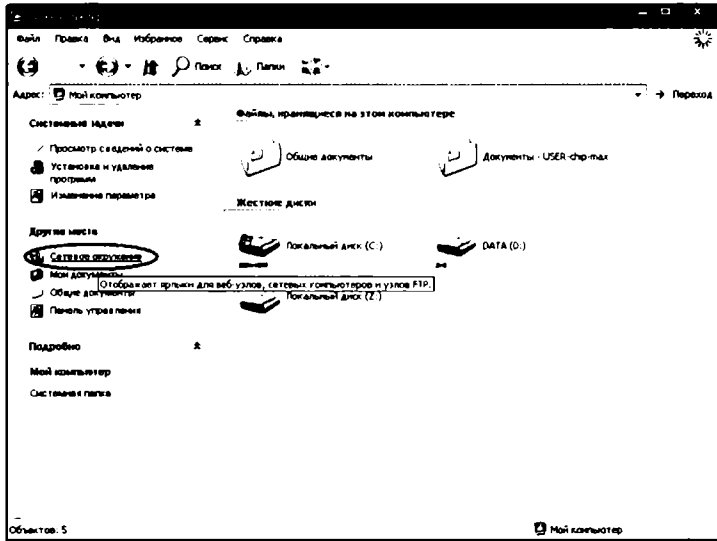 Файл Правка Вид Избранное Сервис Справка
Поиск Папки
Адрес: Мой компьютер Переход
Системные задачи
Просмотр сведений о системе
Установка и удаление
программ
Изменение параметра
Другие места
Сетевое окружение
Мои документы
Отображает ярлыки для веб-узлов, сетевых компьютеров и узлов FTP.
Общие документы
Панель управления
Подробно
Мой компьютер
Системная папка
Файлы, хранящиеся на этом компьютере
Общие документы
Документы - USER-chip-max
Жесткие диски
Локальный диск (C:)
DATA (D:)
Локальный диск (Z:)
Объектов: 5
Мой компьютер